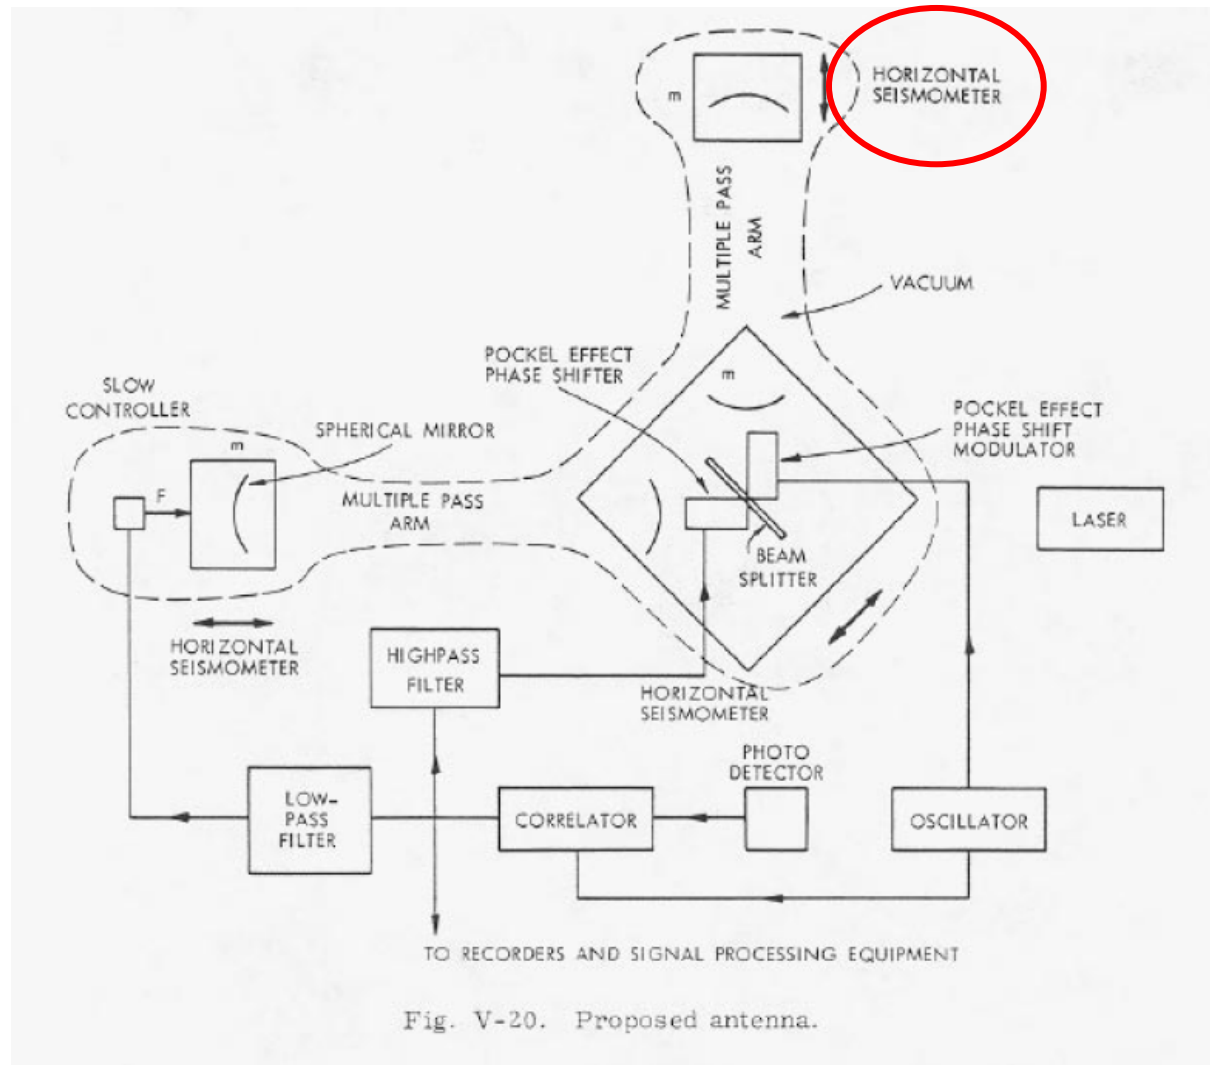 HORIZONTAL
SEISMOMETER
m
MULTIPLE PASS
ARM
VACUUM
POCKEL EFFECT
PHASE SHIFTER
m
SLOW
CONTROLLER
POCKEL EFFECT
PHASE SHIFT
MODULATOR
SPHERICAL MIRROR
m
F
MULTIPLE PASS
ARM
LASER
BEAM
SPLITTER
HORIZONTAL
SEISMOMETER
HIGHPASS
FILTER
HORIZONTAL
SEISMOMETER
PHOTO
DETECTOR
LOW-
PASS
FILTER
CORRELATOR
OSCILLATOR
TO RECORDERS AND SIGNAL PROCESSING EQUIPMENT
Fig. V-20. Proposed antenna.